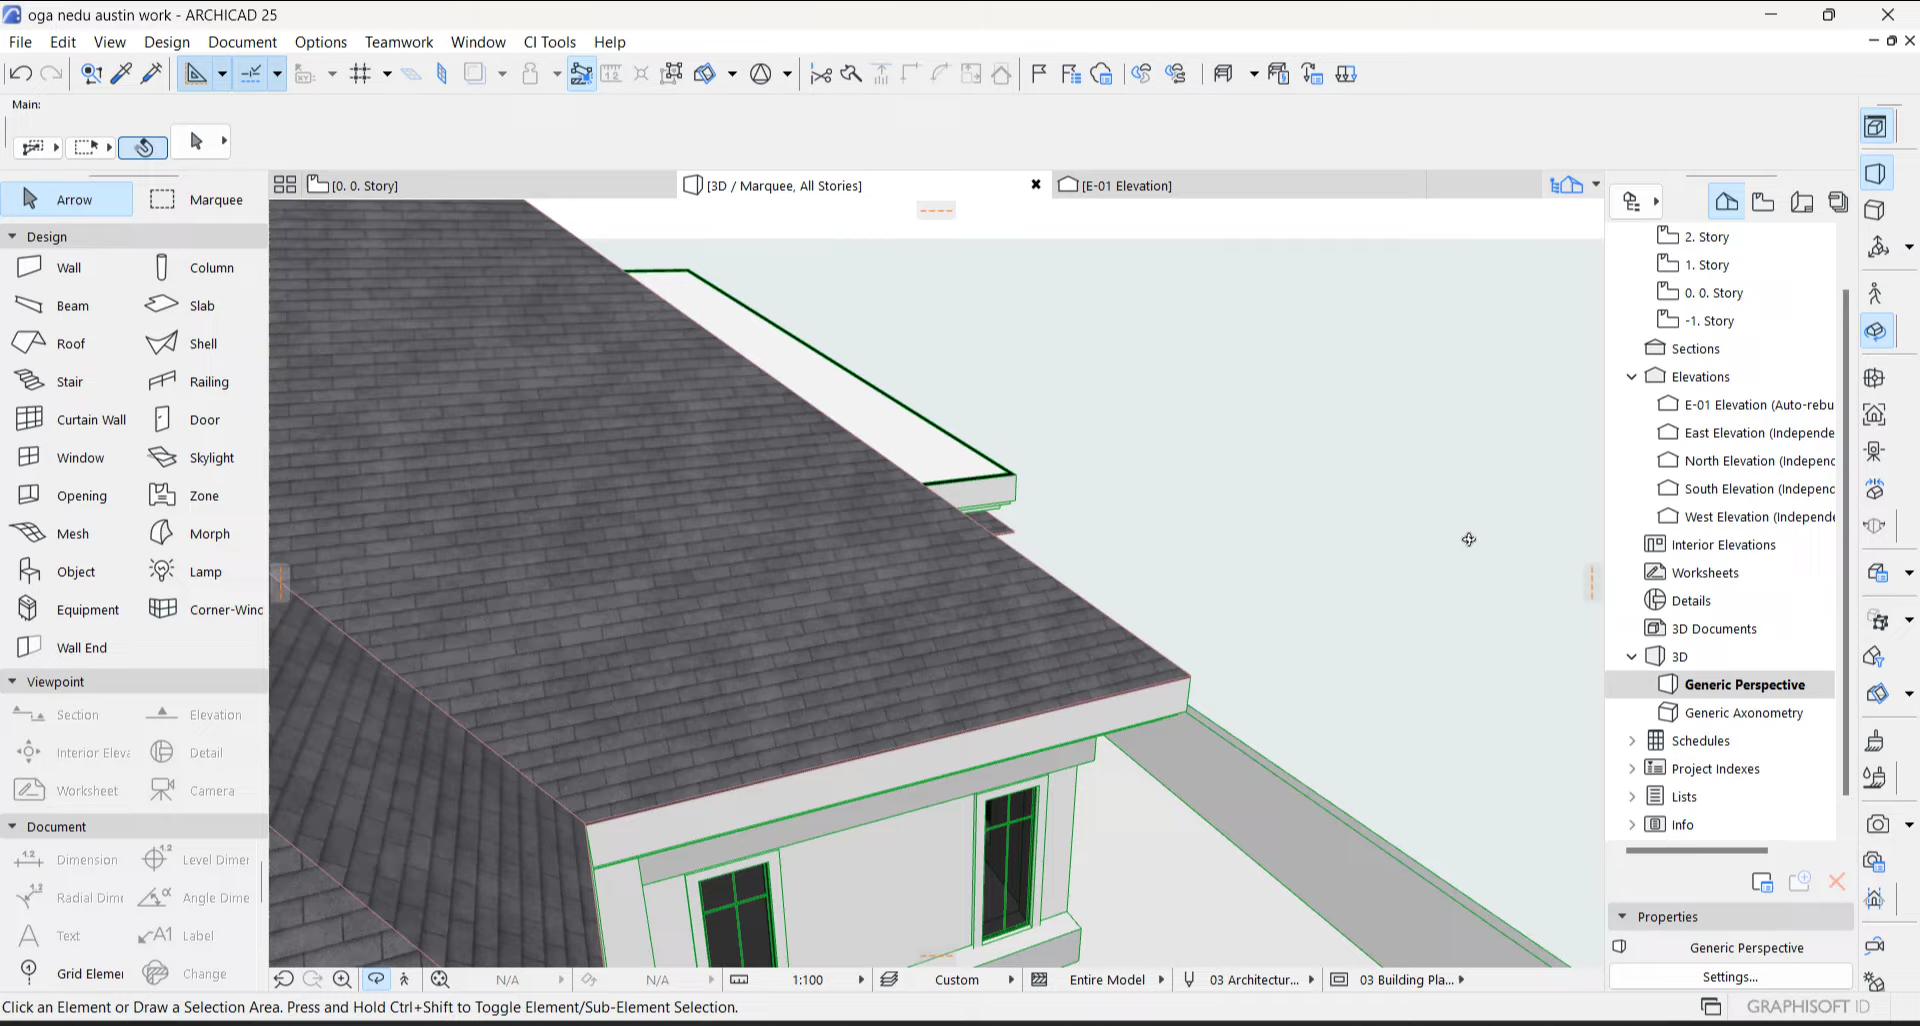 oga nedu austin work - ARCHICAD 25
File Edit View Design Document Options Teamwork Window CI Tools Help
Main:
[0. 0. Story]
[3D / Marquee, All Stories]
[E-01 Elevation]
Arrow Marquee
Design
Wall Column
Beam Slab
Roof Shell
Stair Railing
Curtain Wall Door
Window Skylight
Opening Zone
Mesh Morph
Object Lamp
Equipment Corner-Winc
Wall End
Viewpoint
Section Elevation
Interior Eleva Detail
Worksheet Camera
Document
Dimension Level Dimer
Radial Dime Angle Dime
Text Label
Grid Elemer Change
2. Story
1. Story
0. 0. Story
-1. Story
Sections
Elevations
E-01 Elevation (Auto-rebu
East Elevation (Independe
North Elevation (Independ
South Elevation (Independ
West Elevation (Independe
Interior Elevations
Worksheets
Details
3D Documents
3D
Generic Perspective
Generic Axonometry
Schedules
Project Indexes
Lists
Info
Properties
Generic Perspective
Settings...
N/A N/A 1:100 Custom Entire Model 03 Architectur... 03 Building Pla...
Click an Element or Draw a Selection Area. Press and Hold Ctrl+Shift to Toggle Element/Sub-Element Selection.
GRAPHISOFT ID